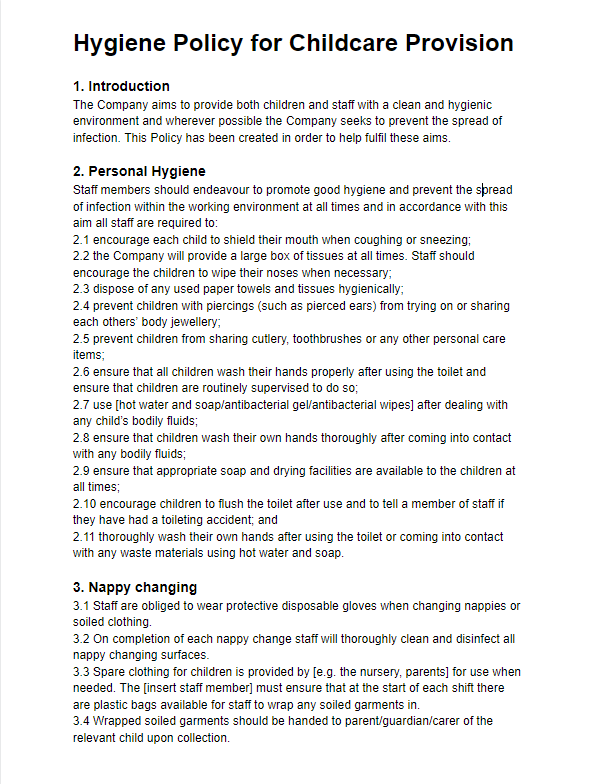 Hygiene Policy for Childcare Provision
1. Introduction
The Company aims to provide both children and staff with a clean and hygienic
environment and wherever possible the Company seeks to prevent the spread of
infection. This Policy has been created in order to help fulfil these aims.
2. Personal Hygiene
Staff members should endeavour to promote good hygiene and prevent the spread
of infection within the working environment at all times and in accordance with this
aim all staff are required to:
2.1 encourage each child to shield their mouth when coughing or sneezing;
2.2 the Company will provide a large box of tissues at all times. Staff should
encourage the children to wipe their noses when necessary;
2.3 dispose of any used paper towels and tissues hygienically;
2.4 prevent children with piercings (such as pierced ears) from trying on or sharing
each others’ body jewellery;
2.5 prevent children from sharing cutlery, toothbrushes or any other personal care
items;
2.6 ensure that all children wash their hands properly after using the toilet and
ensure that children are routinely supervised to do so;
2.7 use [hot water and soap/antibacterial gel/antibacterial wipes] after dealing with
any child’s bodily fluids;
2.8 ensure that children wash their own hands thoroughly after coming into contact
with any bodily fluids;
2.9 ensure that appropriate soap and drying facilities are available to the children at
all times;
2.10 encourage children to flush the toilet after use and to tell a member of staff if
they have had a toileting accident; and
2.11 thoroughly wash their own hands after using the toilet or coming into contact
with any waste materials using hot water and soap.
3. Nappy changing
3.1 Staff are obliged to wear protective disposable gloves when changing nappies or
soiled clothing.
3.2 On completion of each nappy change staff will thoroughly clean and disinfect all
nappy changing surfaces.
3.3 Spare clothing for children is provided by [e.g. the nursery, parents] for use when
needed. The [insert staff member] must ensure that at the start of each shift there
are plastic bags available for staff to wrap any soiled garments in.
3.4 Wrapped soiled garments should be handed to parent/guardian/carer of the
relevant child upon collection.